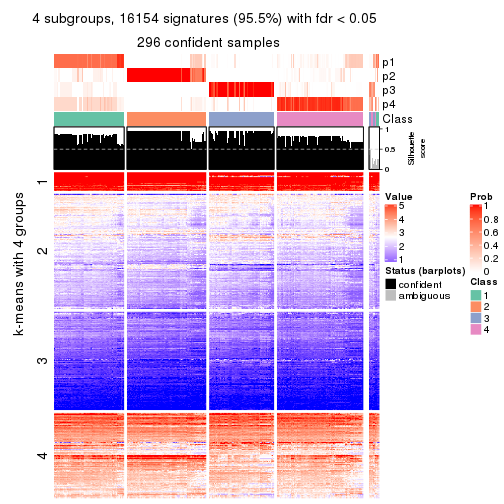 4 subgroups, 16154 signatures (95.5%) with fdr < 0.05
296 confident samples
p1
p2
p3
p4
Class
1
0.5
0
Silhouette
score
k-means with 4 groups
1
2
3
4
Value
5
4
3
2
1
Status (barplots)
confident
ambiguous
Prob
1
0.8
0.6
0.4
0.2
0
Class
1
2
3
4